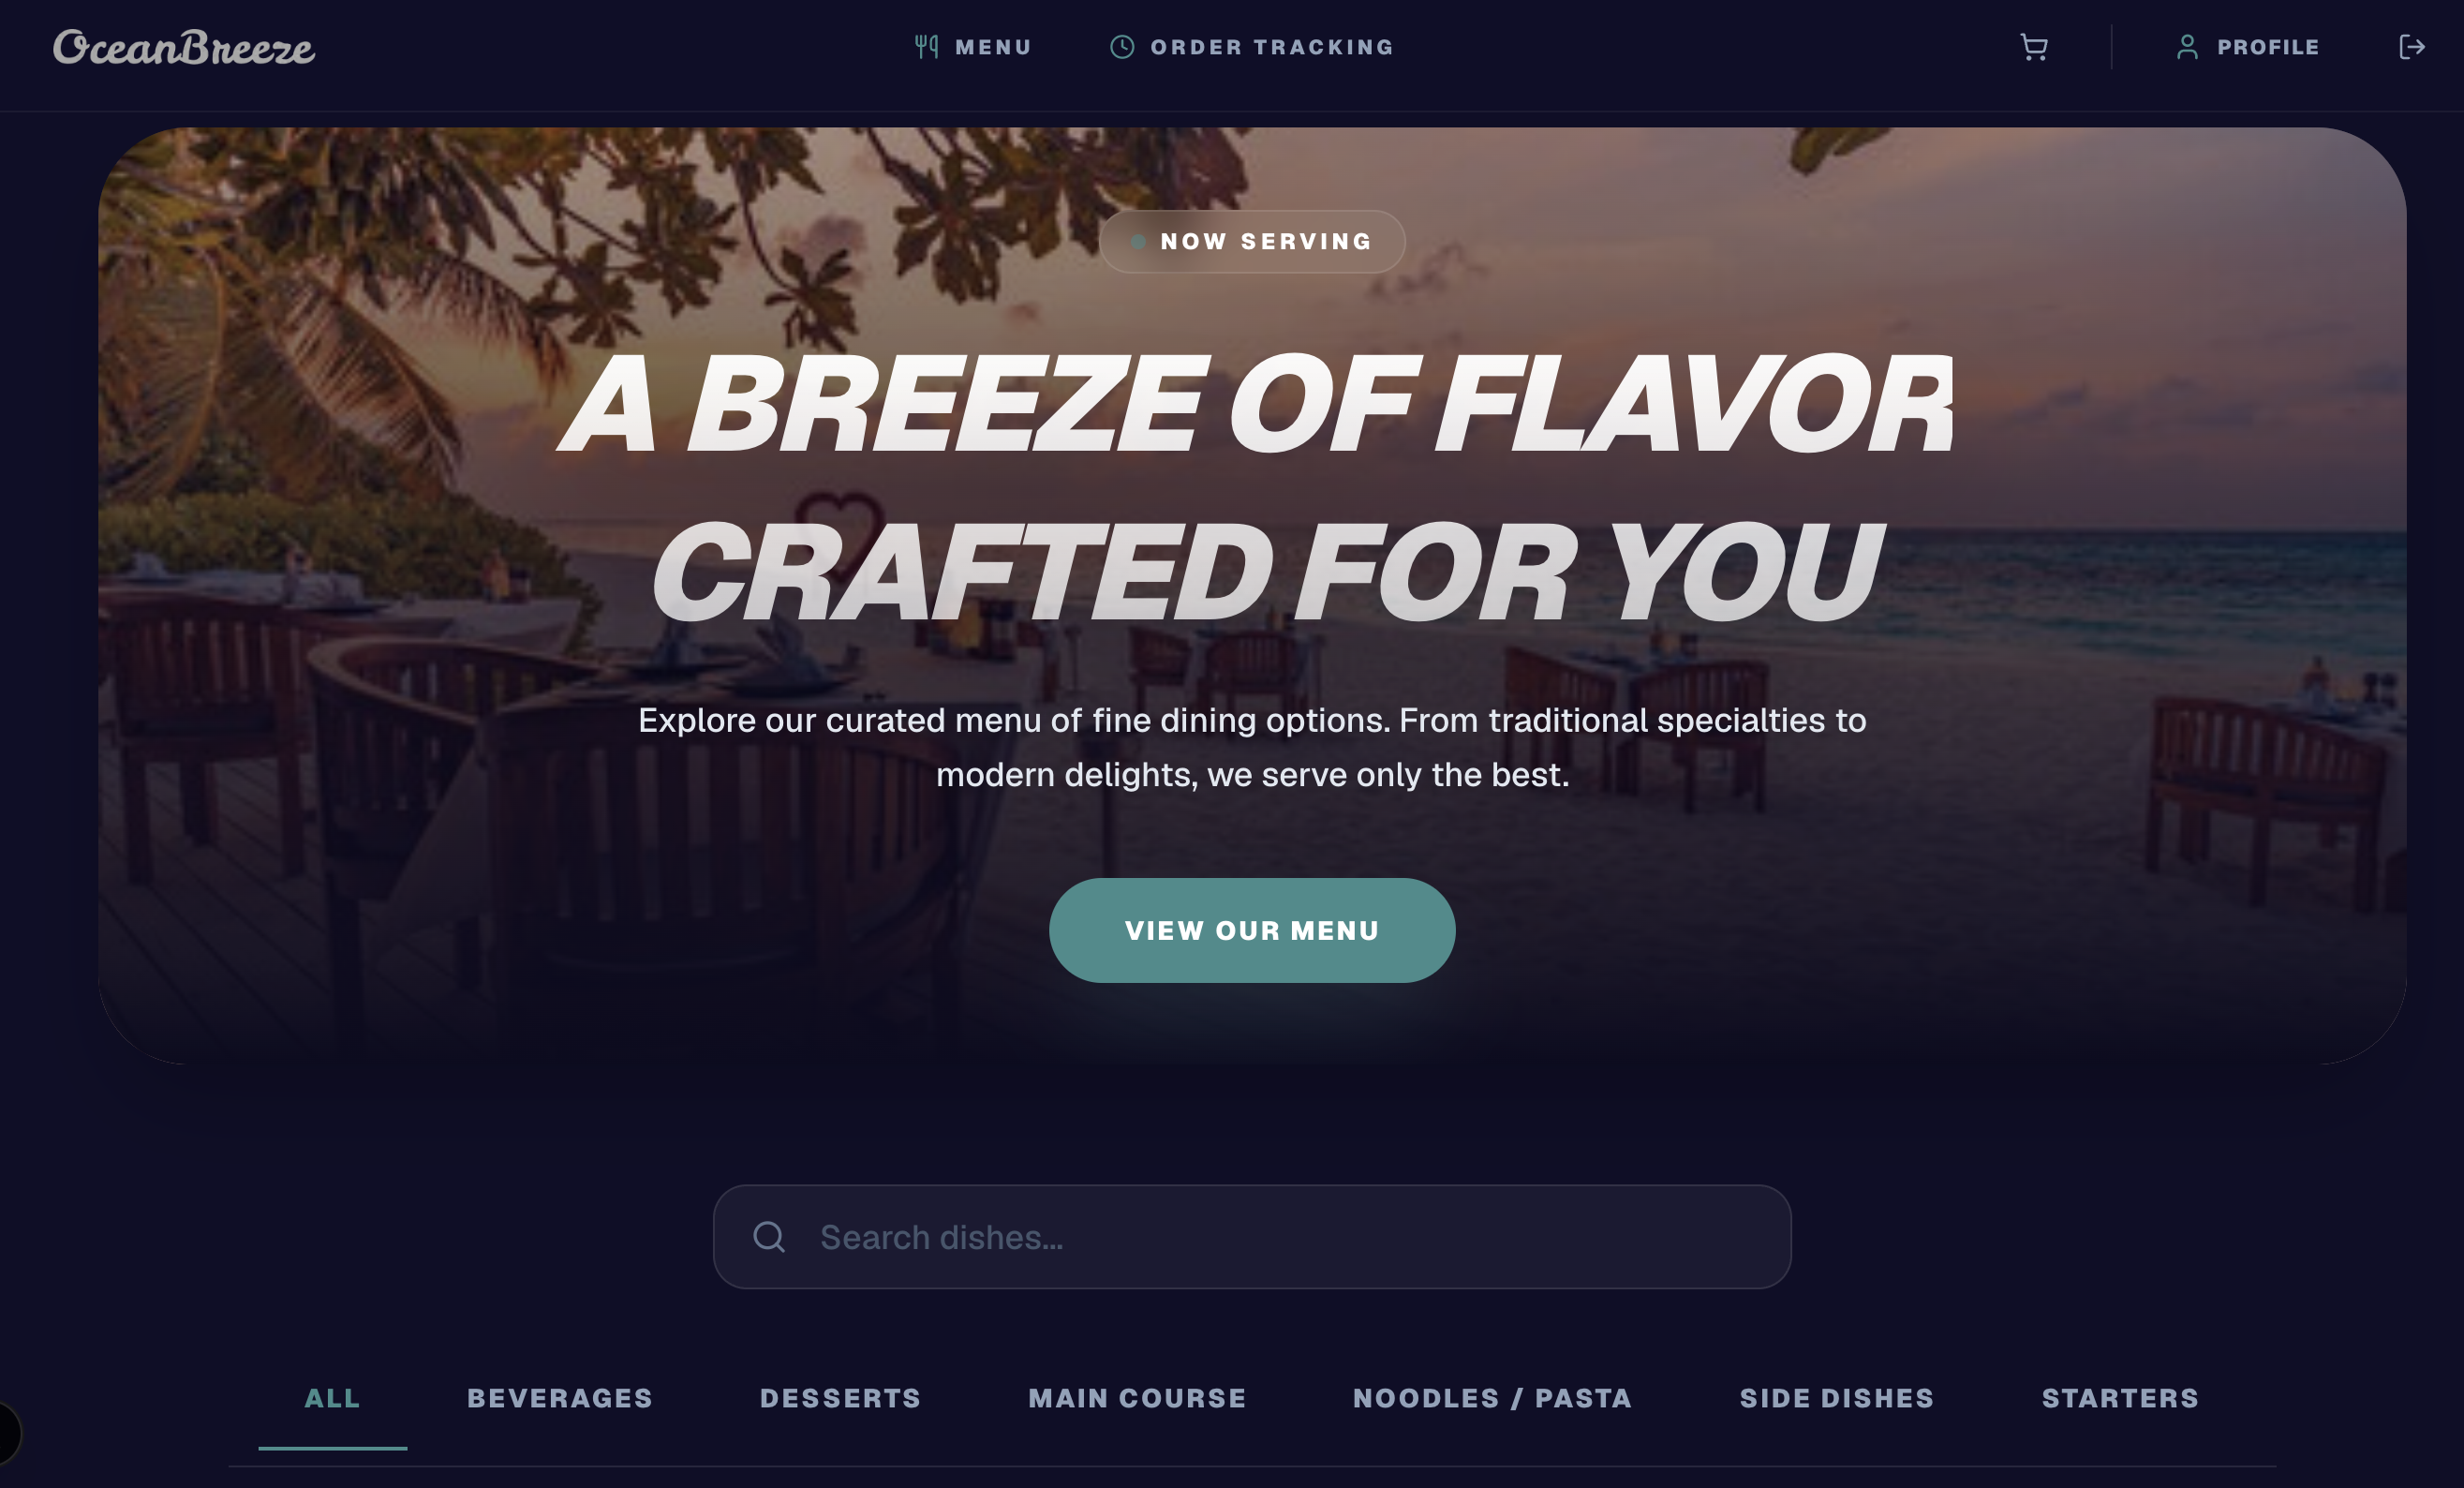 OceanBreeze
MENU
ORDER TRACKING
PROFILE
NOW SERVING
A BREEZE OF FLAVOR
CRAFTED FOR YOU
Explore our curated menu of fine dining options. From traditional specialties to
modern delights, we serve only the best.
VIEW OUR MENU
Search dishes...
ALL
BEVERAGES
DESSERTS
MAIN COURSE
NOODLES / PASTA
SIDE DISHES
STARTERS